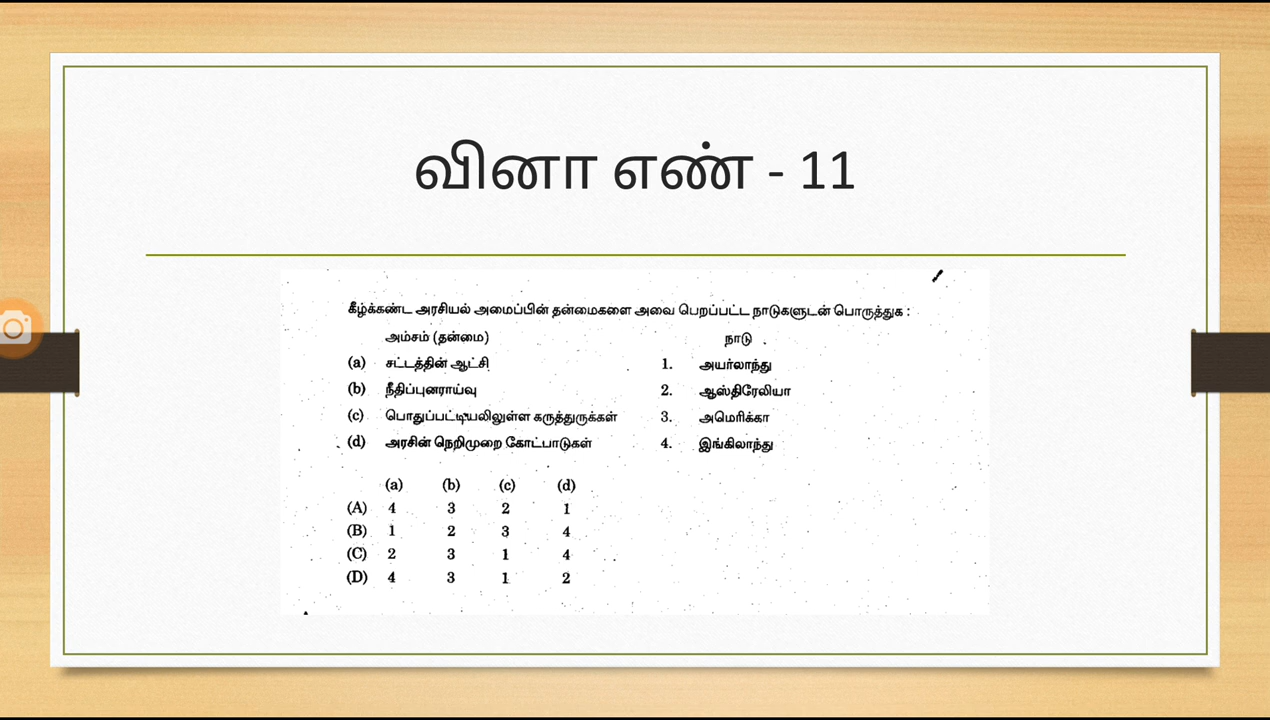 வினா எண் - 11
கீழ்க்கண்ட அரசியல் அமைப்பின் தன்மைகளை அவை பெறப்பட்ட நாடுகளுடன் பொருத்துக :
அம்சம் (தன்மை) நாடு
(a) சட்டத்தின் ஆட்சி 1. அயர்லாந்து
(b) நீதிப்புனராய்வு 2. ஆஸ்திரேலியா
(c) பொதுப்பட்டியலிலுள்ள கருத்துருக்கள் 3. அமெரிக்கா
(d) அரசின் நெறிமுறை கோட்பாடுகள் 4. இங்கிலாந்து
(a) (b) (c) (d)
(A) 4 3 2 1
(B) 1 2 3 4
(C) 2 3 1 4
(D) 4 3 1 2